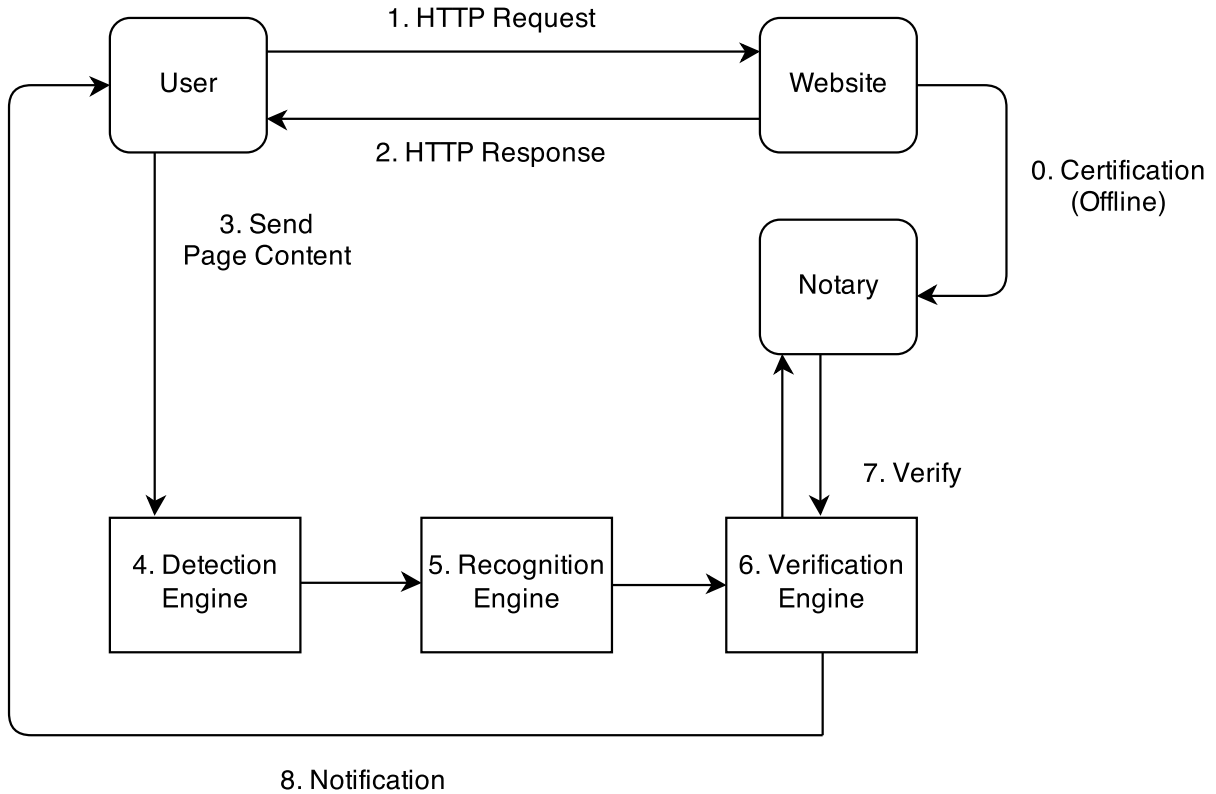 1. HTTP Request
User
Website
2. HTTP Response
0. Certification
(Offline)
3. Send
Page Content
Notary
7. Verify
4. Detection
Engine
5. Recognition
Engine
6. Verification
Engine
8. Notification